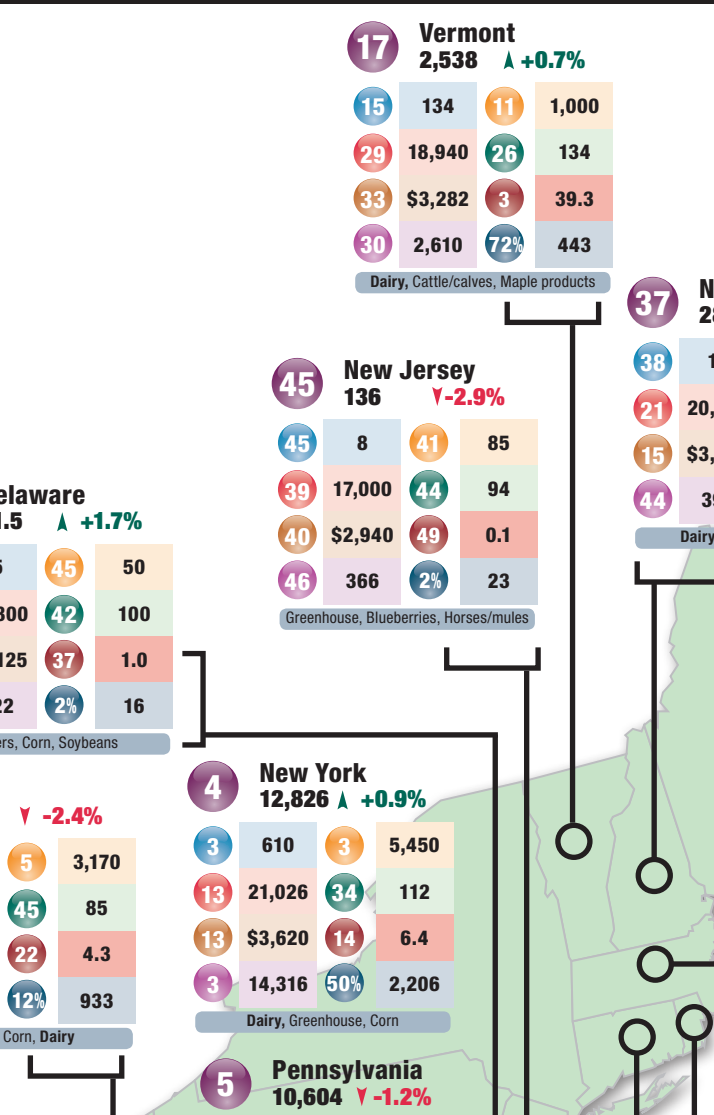 17 Vermont
2,538 +0.7%
15 134 11 1,000
29 18,940 26 134
33 $3,282 3 39.3
30 2,610 72% 443
Dairy, Cattle/calves, Maple products
37
38
21 20,
15 $3,
44
Dairy
45 New Jersey
136 -2.9%
45 8 41 85
39 17,000 44 94
40 $2,940 49 0.1
46 366 2% 23
Greenhouse, Blueberries, Horses/mules
elaware
.5 +1.7%
45 50
300 42 100
125 37 1.0
22 2% 16
ers, Corn, Soybeans
4 New York
12,826 +0.9%
3 610 3 5,450
13 21,026 34 112
13 $3,620 14 6.4
3 14,316 50% 2,206
Dairy, Greenhouse, Corn
-2.4%
5 3,170
45 85
22 4.3
12% 933
Corn, Dairy
5 Pennsylvania
10,604 -1.2%